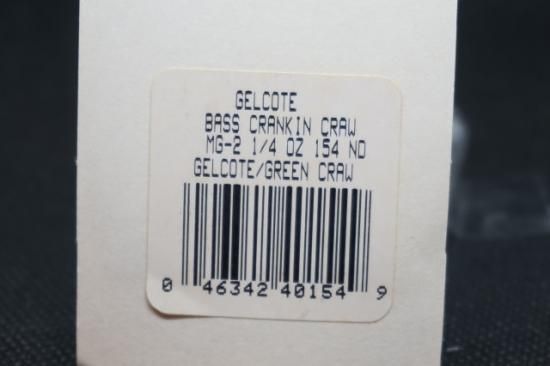 GELCOTE
BASS CRANKIN CRAW
MG-2 1/4 OZ 154 ND
GELCOTE/GREEN CRAW
0 46342 40154 9